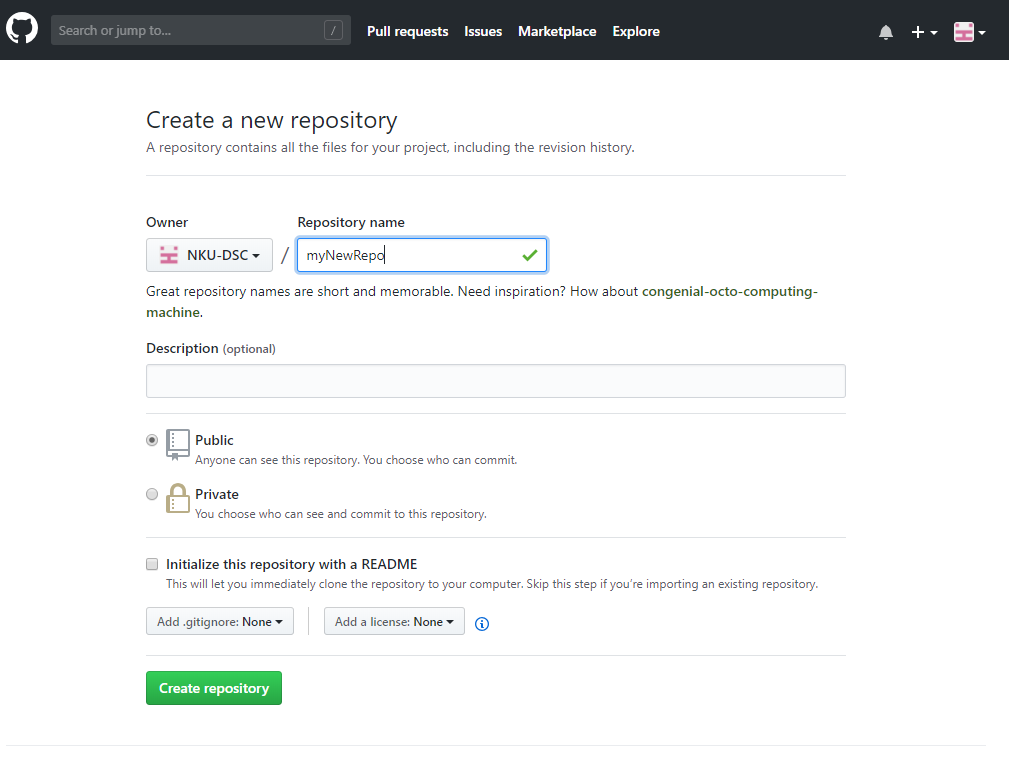 Search or jump to... / Pull requests Issues Marketplace Explore
Create a new repository
A repository contains all the files for your project, including the revision history.
Owner Repository name
NKU-DSC / myNewRepo
Great repository names are short and memorable. Need inspiration? How about congenial-octo-computing-
machine.
Description (optional)
Public
Anyone can see this repository. You choose who can commit.
Private
You choose who can see and commit to this repository.
Initialize this repository with a README
This will let you immediately clone the repository to your computer. Skip this step if you’re importing an existing repository.
Add .gitignore: None Add a license: None
Create repository